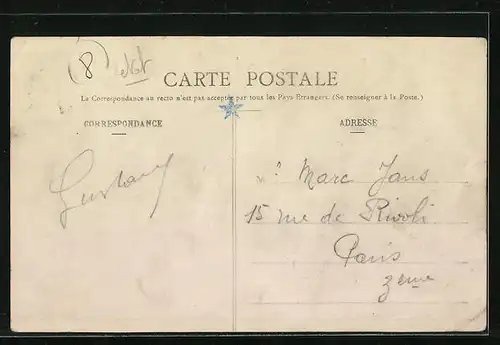 (8)
CARTE POSTALE
La Correspondance au recto n'est pas acceptée par tous les Pays Etrangers. (Se renseigner à la Poste.)
CORRESPONDANCE
ADRESSE
Gustave
Marc Jans
15 rue de Rivoli
Paris